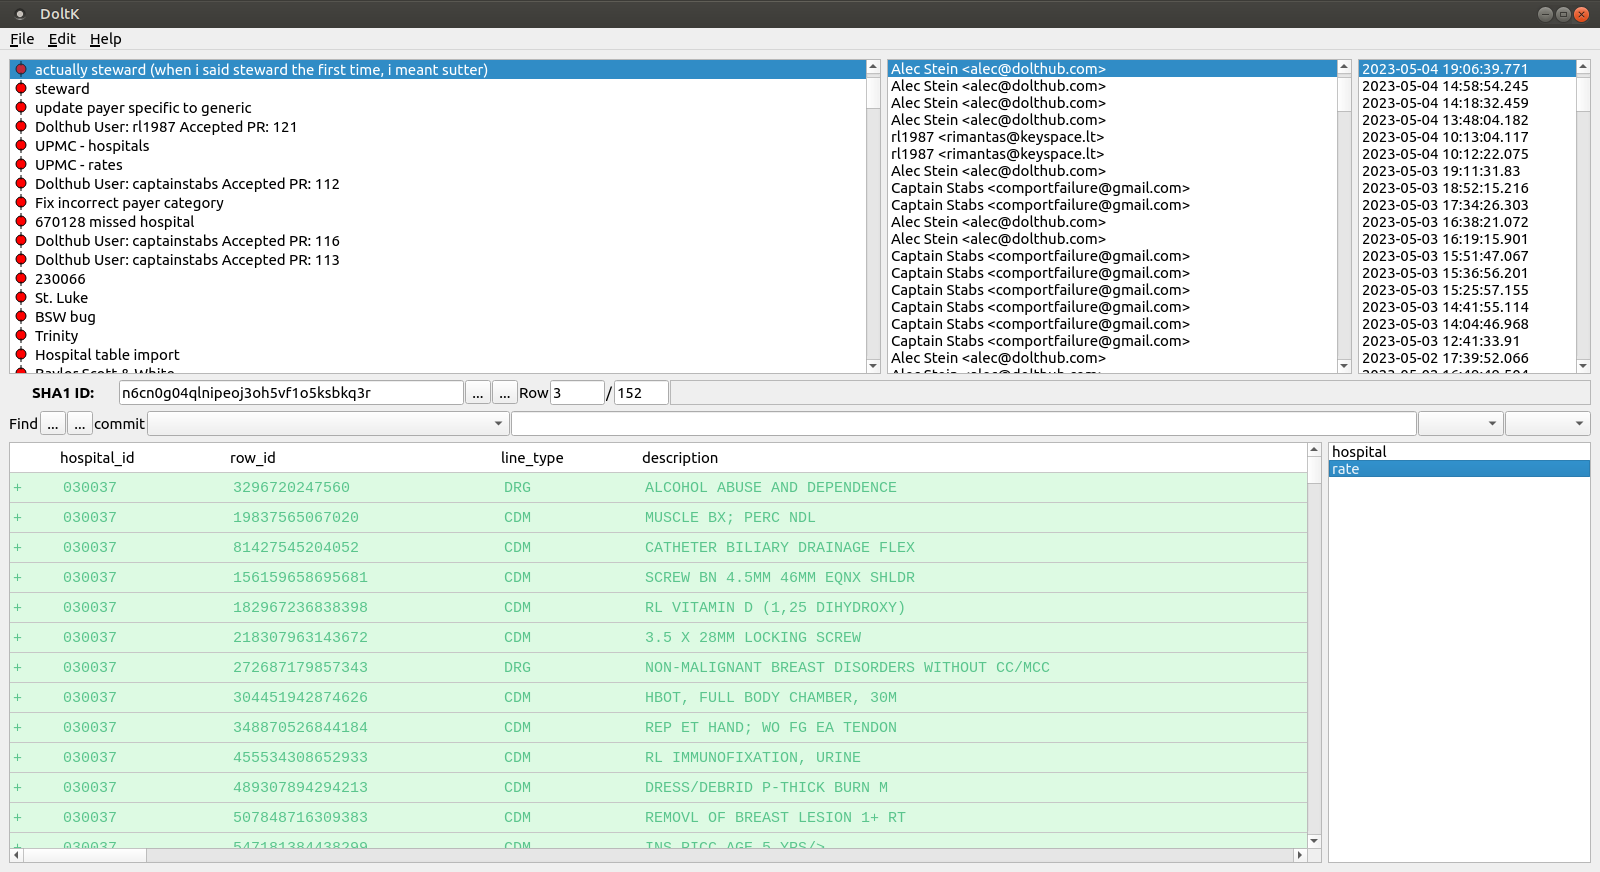 DoltK
File Edit Help
actually steward (when i said steward the first time, i meant sutter)
steward
update payer specific to generic
Dolthub User: rl1987 Accepted PR: 121
UPMC - hospitals
UPMC - rates
Dolthub User: captainstabs Accepted PR: 112
Fix incorrect payer category
670128 missed hospital
Dolthub User: captainstabs Accepted PR: 116
Dolthub User: captainstabs Accepted PR: 113
230066
St. Luke
BSW bug
Trinity
Hospital table import
Baylor Scott & White
Alec Stein <alec@dolthub.com>
Alec Stein <alec@dolthub.com>
Alec Stein <alec@dolthub.com>
Alec Stein <alec@dolthub.com>
rl1987 <rimantas@keyspace.lt>
rl1987 <rimantas@keyspace.lt>
Alec Stein <alec@dolthub.com>
Captain Stabs <comportfailure@gmail.com>
Captain Stabs <comportfailure@gmail.com>
Alec Stein <alec@dolthub.com>
Alec Stein <alec@dolthub.com>
Captain Stabs <comportfailure@gmail.com>
Captain Stabs <comportfailure@gmail.com>
Captain Stabs <comportfailure@gmail.com>
Captain Stabs <comportfailure@gmail.com>
Captain Stabs <comportfailure@gmail.com>
Captain Stabs <comportfailure@gmail.com>
Alec Stein <alec@dolthub.com>
2023-05-04 19:06:39.771
2023-05-04 14:58:54.245
2023-05-04 14:18:32.459
2023-05-04 13:48:04.182
2023-05-04 10:13:04.117
2023-05-04 10:12:22.075
2023-05-03 19:11:31.83
2023-05-03 18:52:15.216
2023-05-03 17:34:26.303
2023-05-03 16:38:21.072
2023-05-03 16:19:15.901
2023-05-03 15:51:47.067
2023-05-03 15:36:56.201
2023-05-03 15:25:57.155
2023-05-03 14:41:55.114
2023-05-03 14:04:46.968
2023-05-03 12:41:33.91
2023-05-02 17:39:52.066
SHA1 ID: n6cn0g04qlnipeoj3oh5vf1o5ksbkq3r ... ... Row 3 / 152
Find ... ... commit
hospital_id row_id line_type description
+ 030037 3296720247560 DRG ALCOHOL ABUSE AND DEPENDENCE
+ 030037 19837565067020 CDM MUSCLE BX; PERC NDL
+ 030037 81427545204052 CDM CATHETER BILIARY DRAINAGE FLEX
+ 030037 156159658695681 CDM SCREW BN 4.5MM 46MM EQNX SHLDR
+ 030037 182967236838398 CDM RL VITAMIN D (1,25 DIHYDROXY)
+ 030037 218307963143672 CDM 3.5 X 28MM LOCKING SCREW
+ 030037 272687179857343 DRG NON-MALIGNANT BREAST DISORDERS WITHOUT CC/MCC
+ 030037 304451942874626 CDM HBOT, FULL BODY CHAMBER, 30M
+ 030037 348870526844184 CDM REP ET HAND; WO FG EA TENDON
+ 030037 455534308652933 CDM RL IMMUNOFIXATION, URINE
+ 030037 489307894294213 CDM DRESS/DEBRID P-THICK BURN M
+ 030037 507848716309383 CDM REMOVL OF BREAST LESION 1+ RT
+ 030037 547181384438299 CDM INS PICC AGE 5 YRS/>
hospital
rate